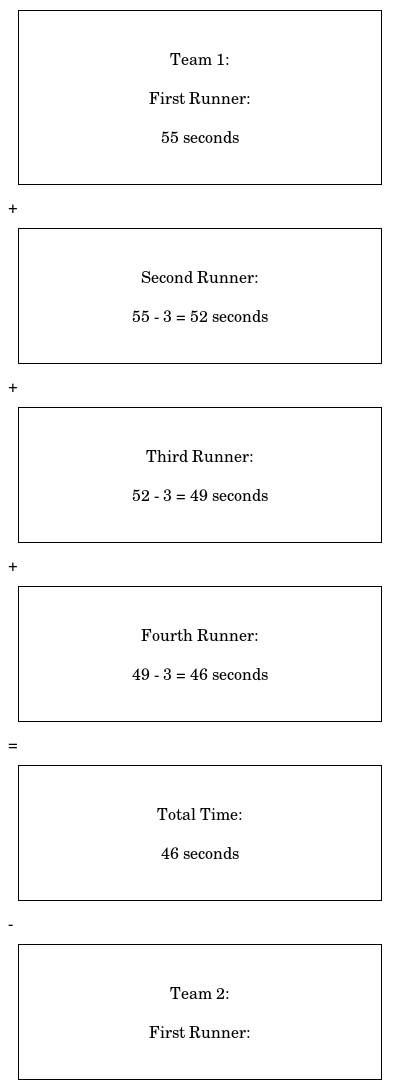 Team 1:
First Runner:
55 seconds
+
Second Runner:
55 - 3 = 52 seconds
+
Third Runner:
52 - 3 = 49 seconds
+
Fourth Runner:
49 - 3 = 46 seconds
=
Total Time:
46 seconds
-
Team 2:
First Runner: